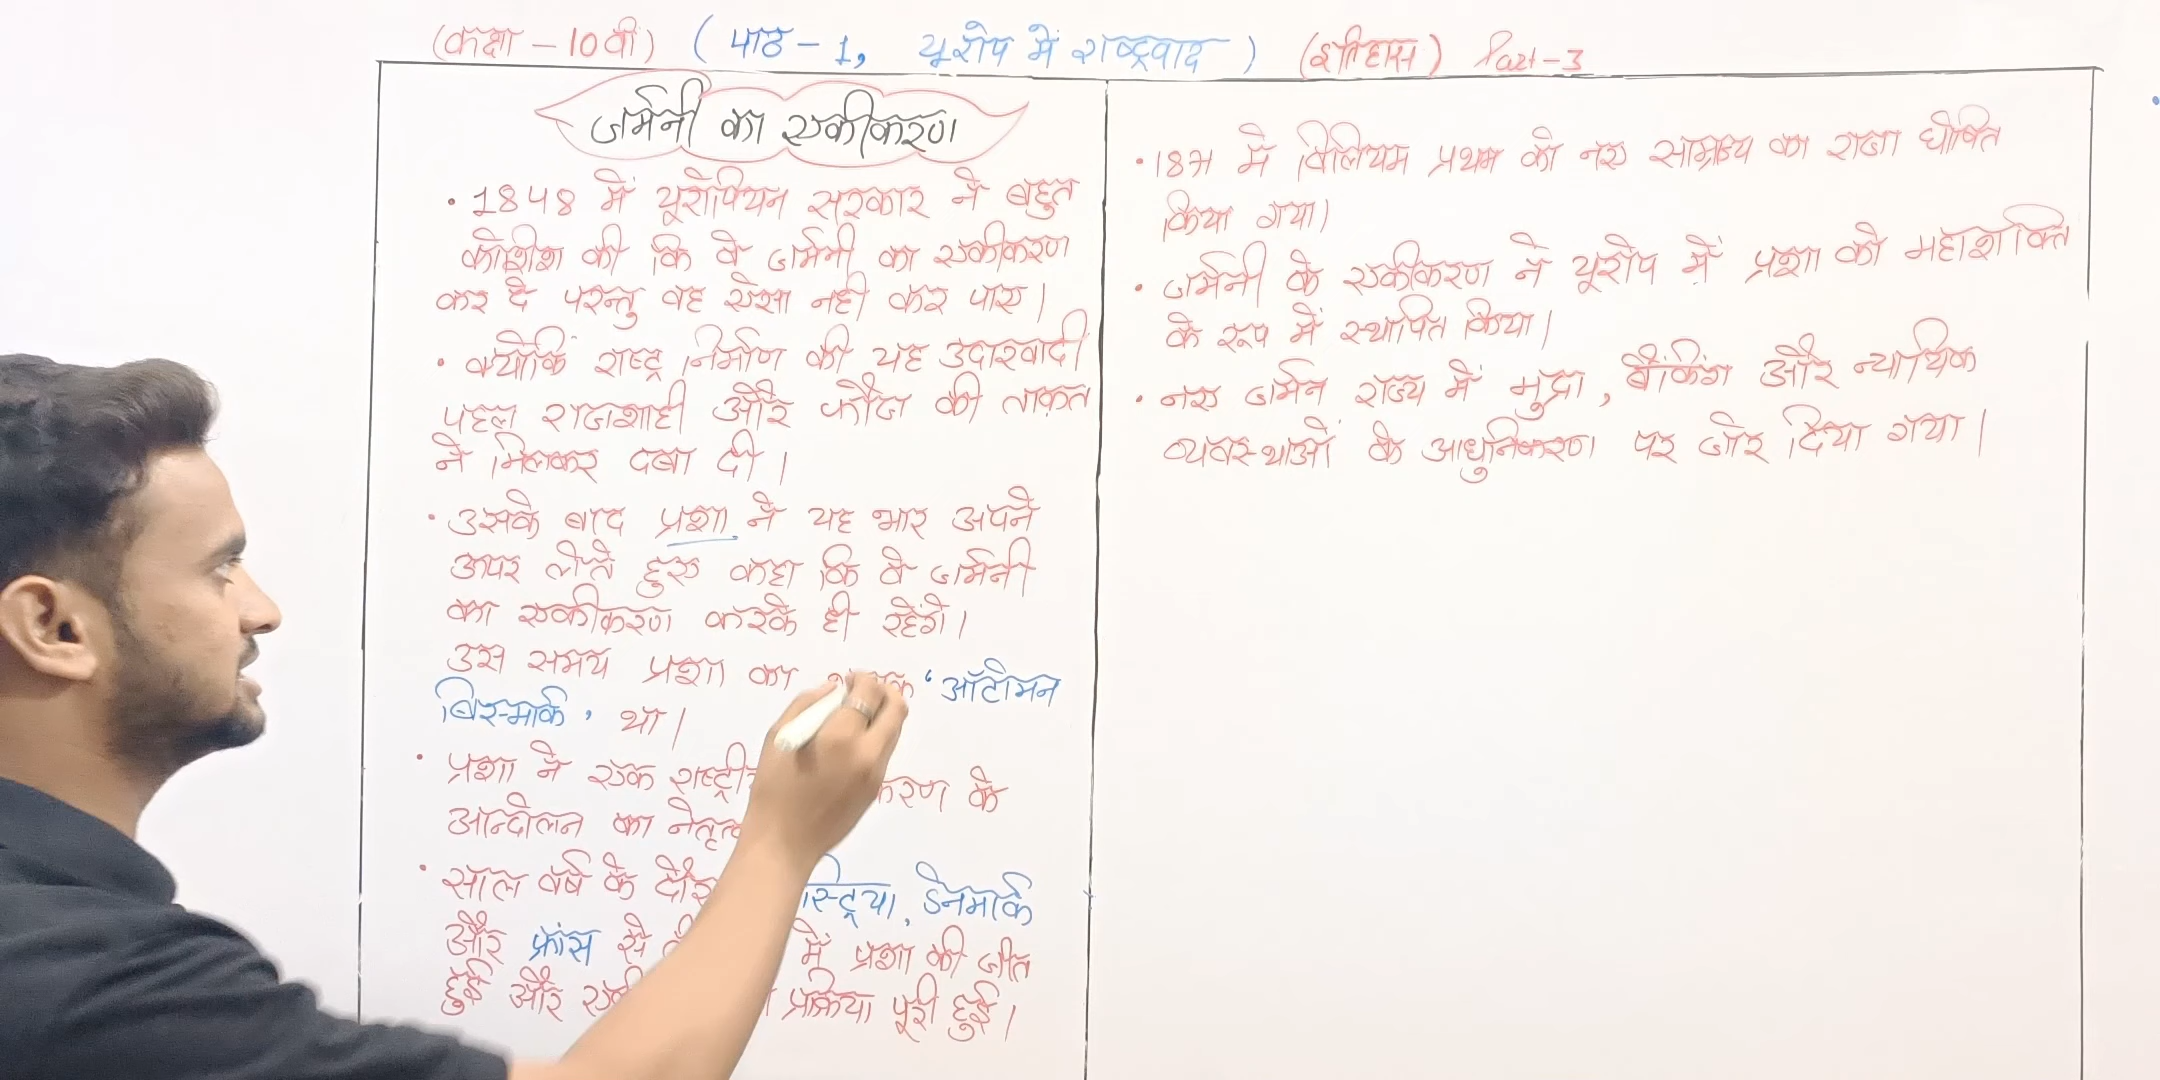 (कक्षा – 10वी) ( पाठ – 1, यूरोप में राष्ट्रवाद ) (इतिहास) Part-3
जर्मनी का एकीकरण
• 1848 में यूरोपियन सरकार ने बहुत
कोशिश की कि वे जर्मनी का एकीकरण
कर दे परन्तु वह ऐसा नही कर पाए।
• क्योंकि राष्ट्र निर्माण की यह उदारवादी
पहल राजशाही और फौज की ताक़त
ने मिलकर दबा दी।
• उसके बाद प्रशा ने यह भार अपने
ऊपर लेते हुए कहा कि वे जर्मनी
का एकीकरण करके ही रहेंगे।
उस समय प्रशा का 'ऑटोमन
बिस्मार्क' था।
• प्रशा ने एक के
आन्दोलन का
• साल वर्ष के डेनमार्क
और फ्रांस से में प्रशा की जीत
हुई और प्रक्रिया पूरी हुई।
• 1871 में विलियम प्रथम को नए साम्रज्य का राजा घोषित
किया गया।
• जर्मनी के एकीकरण ने यूरोप में प्रशा को महाशक्ति
के रूप में स्थापित किया।
• नए जर्मन राज्य में मुद्रा, बैंकिंग और न्यायिक
व्यवस्थाओं के आधुनिकरण पर जोर दिया गया।